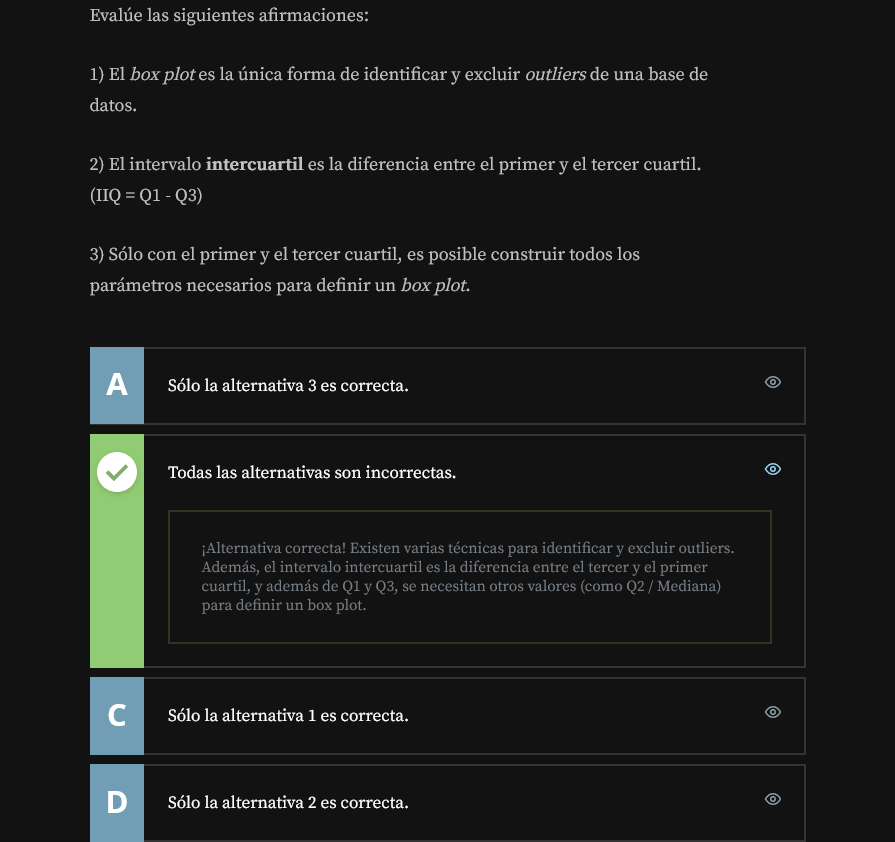 Evalúe las siguientes afirmaciones:
1) El box plot es la única forma de identificar y excluir outliers de una base de
datos.
2) El intervalo intercuartil es la diferencia entre el primer y el tercer cuartil.
(IIQ = Q1 - Q3)
3) Sólo con el primer y el tercer cuartil, es posible construir todos los
parámetros necesarios para definir un box plot.
A
Sólo la alternativa 3 es correcta.
Todas las alternativas son incorrectas.
¡Alternativa correcta! Existen varias técnicas para identificar y excluir outliers.
Además, el intervalo intercuartil es la diferencia entre el tercer y el primer
cuartil, y además de Q1 y Q3, se necesitan otros valores (como Q2 / Mediana)
para definir un box plot.
C
Sólo la alternativa 1 es correcta.
D
Sólo la alternativa 2 es correcta.